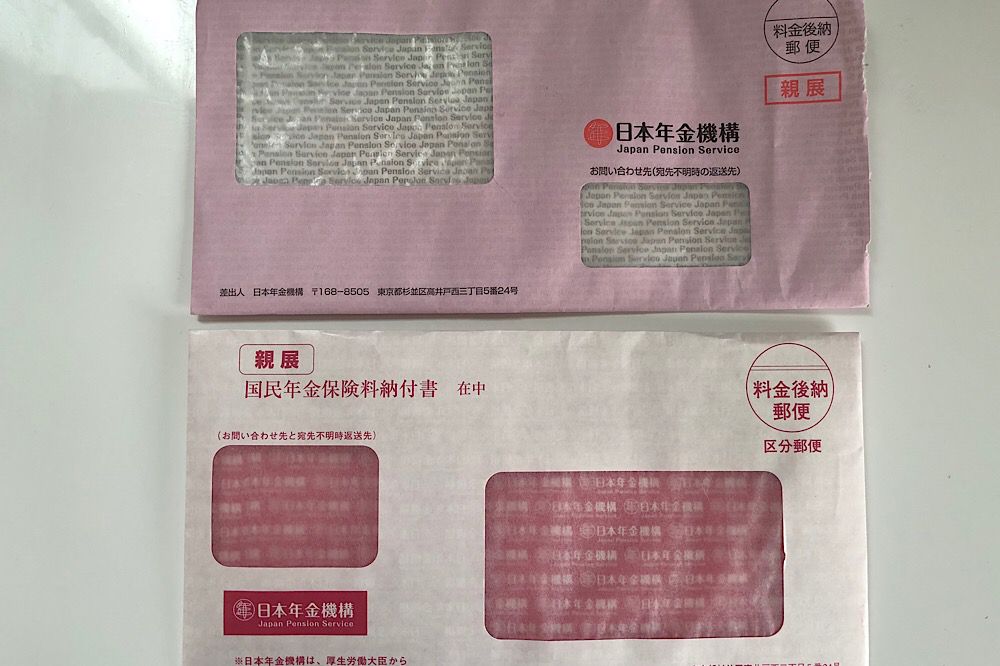 料金後納
郵便
親展
日本年金機構
Japan Pension Service
お問い合わせ先(宛先不明時の返送先)
差出人 日本年金機構 〒168-8505 東京都杉並区高井戸西三丁目5番24号
親展
国民年金保険料納付書 在中
料金後納
郵便
区分郵便
(お問い合わせ先と宛先不明時返送先)
日本年金機構
Japan Pension Service
※日本年金機構は、厚生労働大臣から